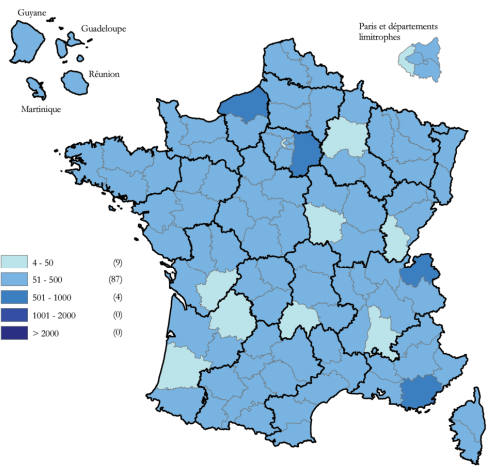 Guyane
Guadeloupe
Réunion
Martinique
Paris et départements
limitrophes
4 - 50 (9)
51 - 500 (87)
501 - 1000 (4)
1001 - 2000 (0)
> 2000 (0)